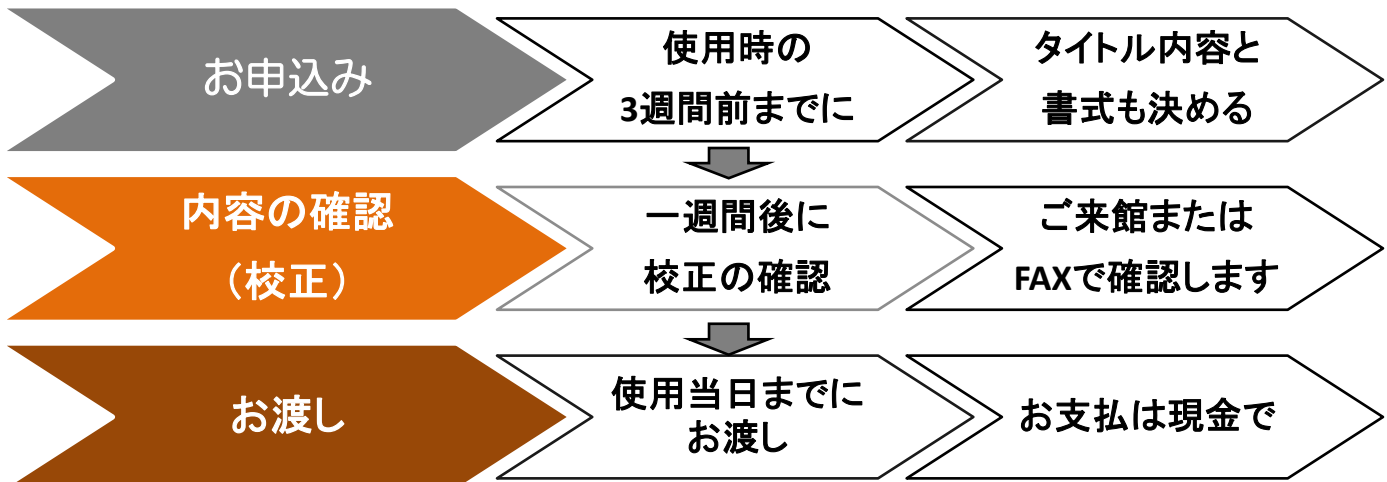 お申込み
使用時の
3週間前までに
タイトル内容と
書式も決める
内容の確認
（校正）
一週間後に
校正の確認
ご来館または
FAXで確認します
お渡し
使用当日までに
お渡し
お支払は現金で